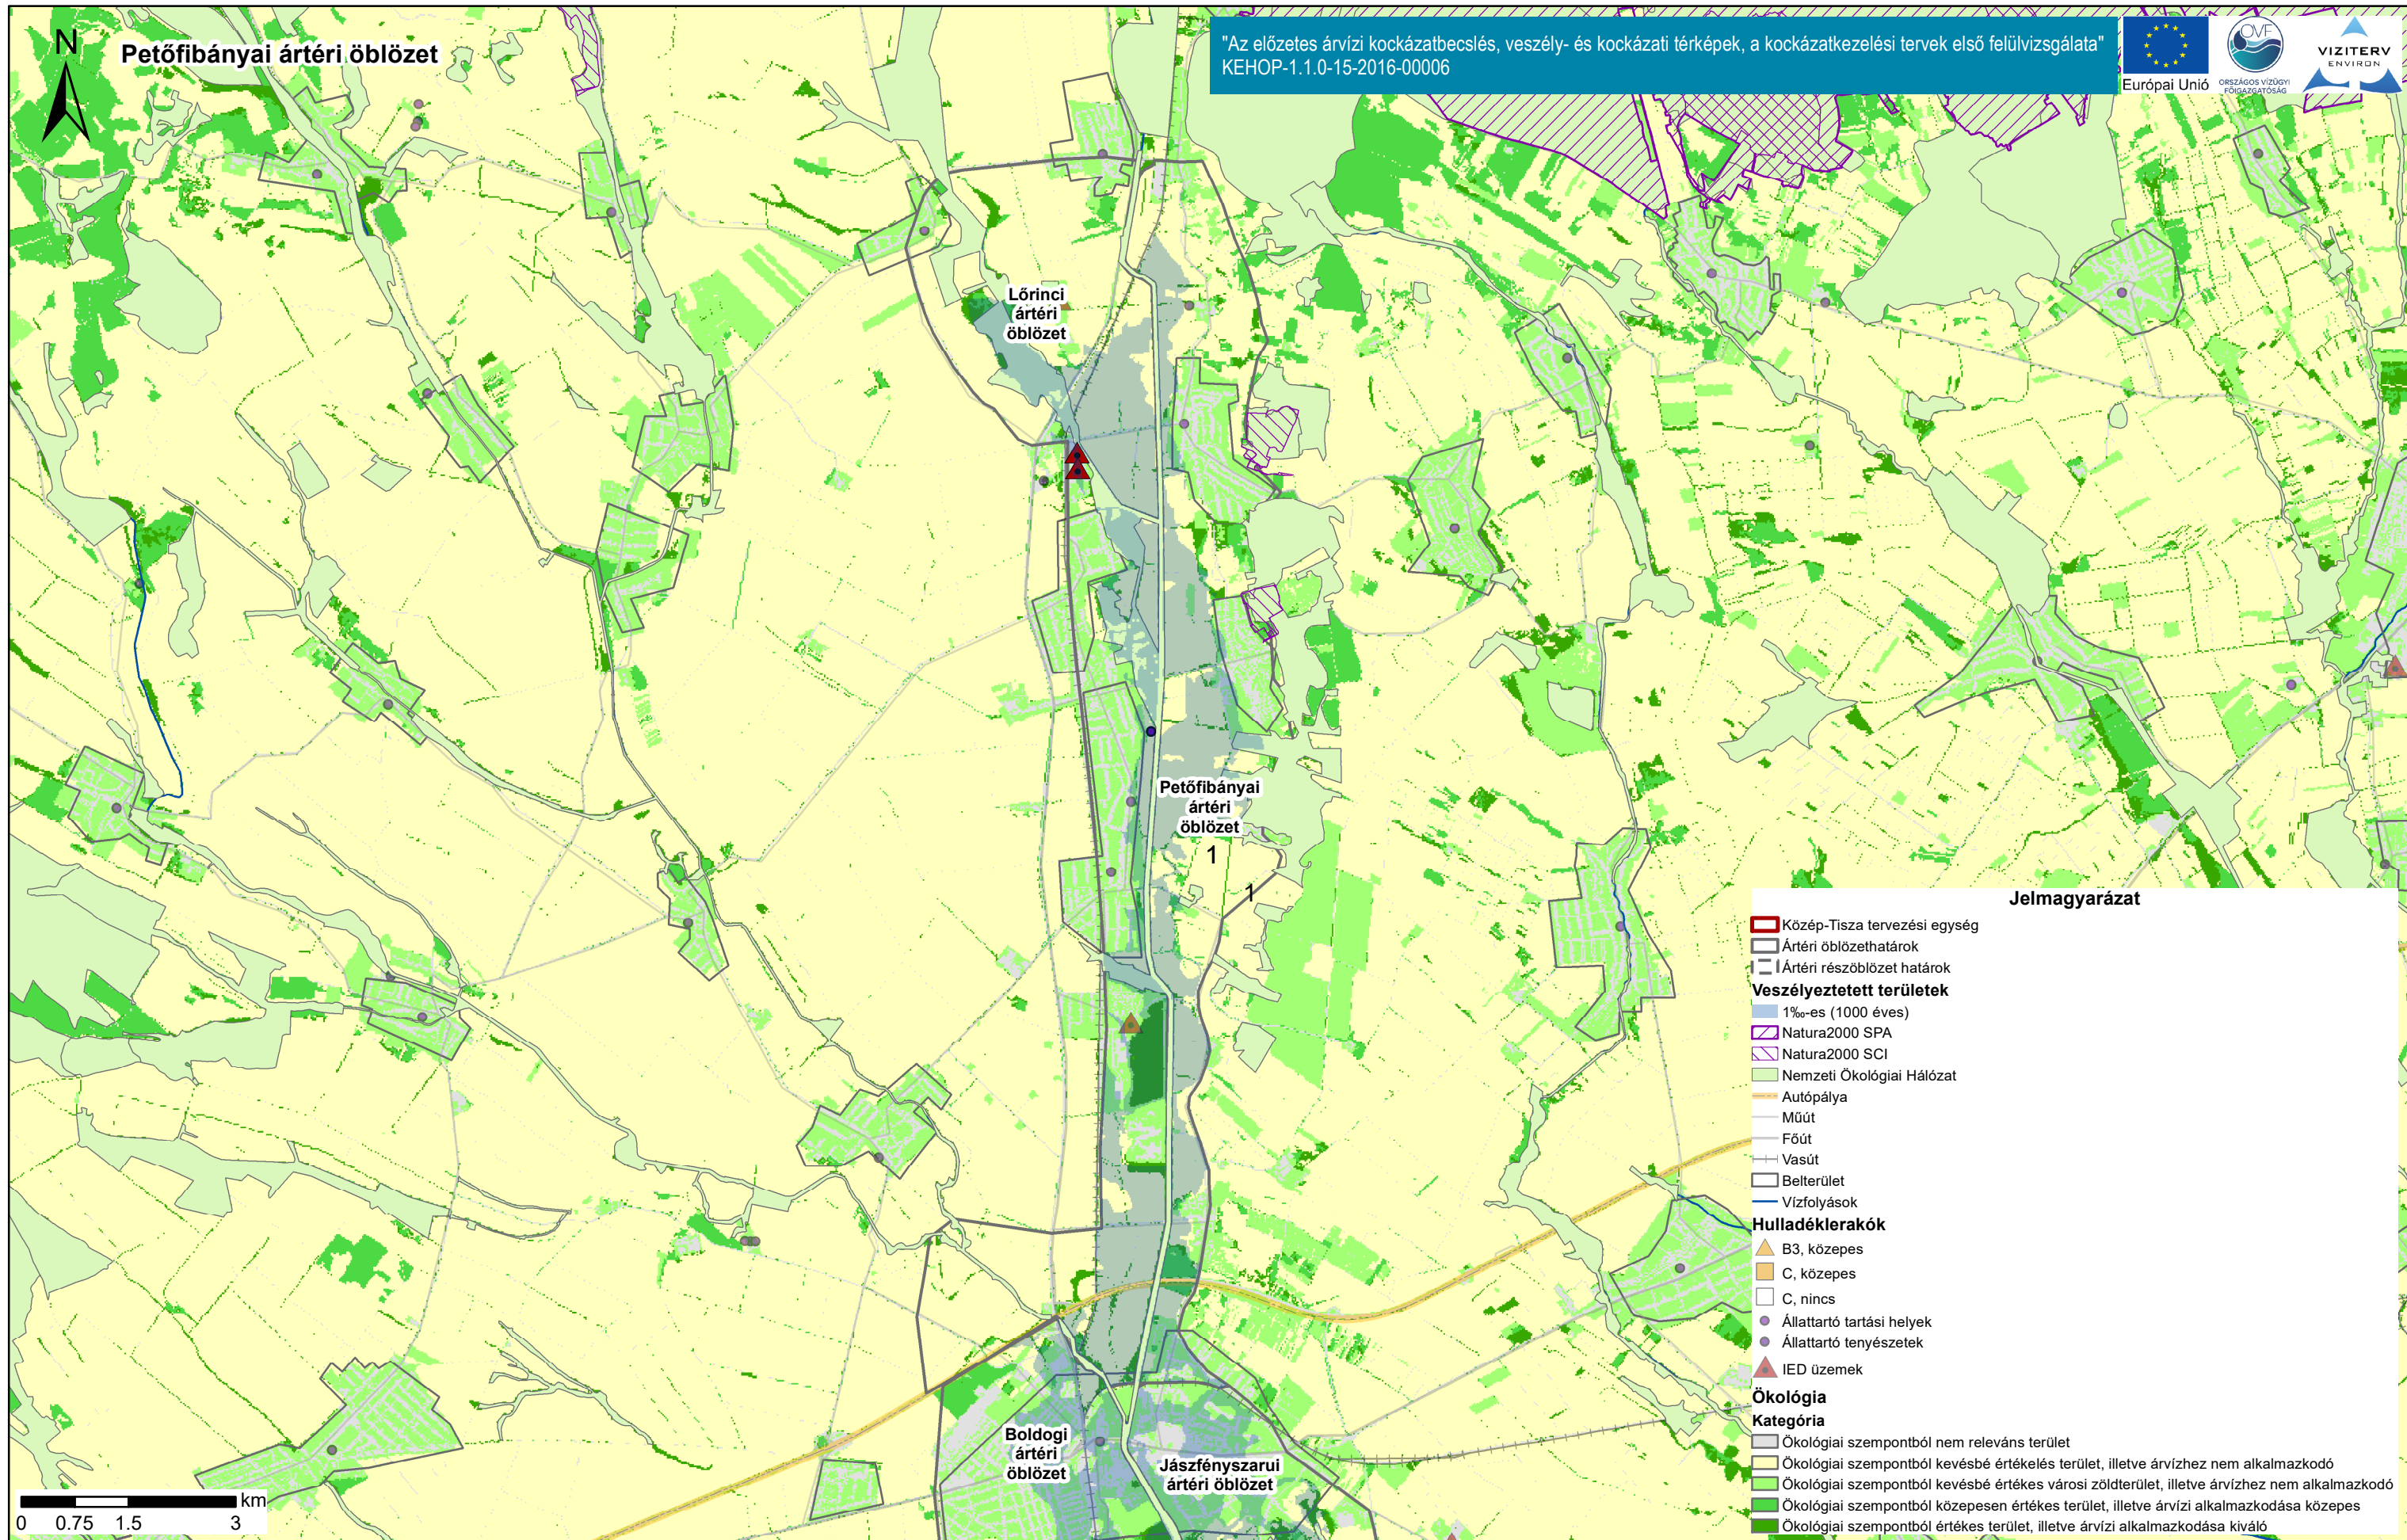 N
Petőfibányai ártéri öblözet
"Az előzetes árvízi kockázatbecslés, veszély- és kockázati térképek, a kockázatkezelési tervek első felülvizsgálata"
KEHOP-1.1.0-15-2016-00006
Európai Unió
OVF
ORSZÁGOS VÍZÜGYI
FŐIGAZGATÓSÁG
VIZITERV
ENVIRON
Lőrinci
ártéri
öblözet
Petőfibányai
ártéri
öblözet
1
1
Boldogi
ártéri
öblözet
Jászfényszarui
ártéri öblözet
km
0 0.75 1.5 3
Jelmagyarázat
Közép-Tisza tervezési egység
Ártéri öblözethatárok
Ártéri részöblözet határok
Veszélyeztetett területek
1‰-es (1000 éves)
Natura2000 SPA
Natura2000 SCI
Nemzeti Ökológiai Hálózat
Autópálya
Műút
Főút
Vasút
Belterület
Vízfolyások
Hulladéklerakók
B3, közepes
C, közepes
C, nincs
Állattartó tartási helyek
Állattartó tenyészetek
IED üzemek
Ökológia
Kategória
Ökológiai szempontból nem releváns terület
Ökológiai szempontból kevésbé értékelés terület, illetve árvízhez nem alkalmazkodó
Ökológiai szempontból kevésbé értékes városi zöldterület, illetve árvízhez nem alkalmazkodó
Ökológiai szempontból közepesen értékes terület, illetve árvízi alkalmazkodása közepes
Ökológiai szempontból értékes terület, illetve árvízi alkalmazkodása kiváló